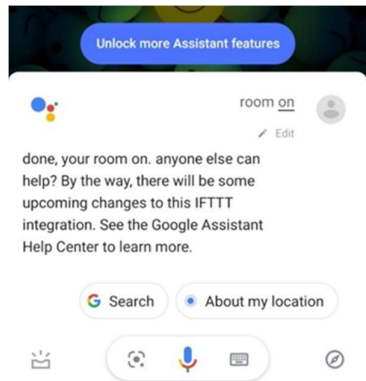 Unlock more Assistant features
room on
Edit
done, your room on. anyone else can
help? By the way, there will be some
upcoming changes to this IFTTT
integration. See the Google Assistant
Help Center to learn more.
Search
About my location